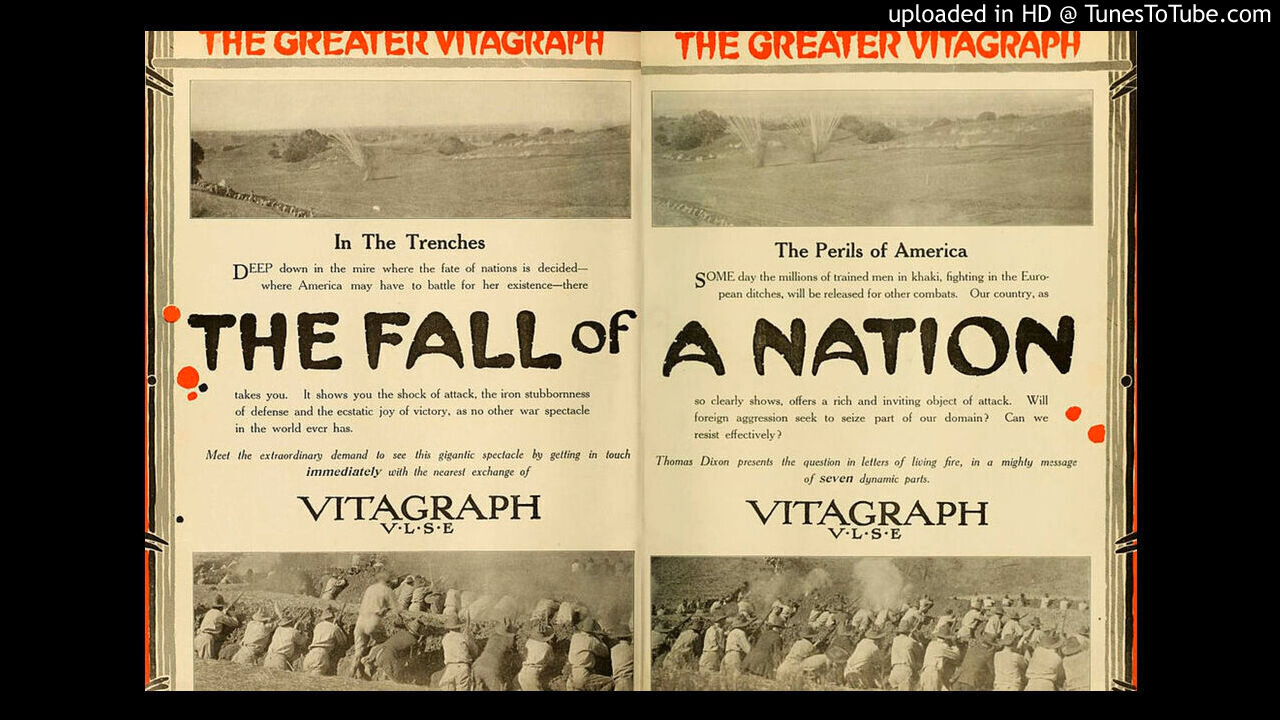 uploaded in HD @ TunesToTube.com
THE GREATER VITAGRAPH
In The Trenches
DEEP down in the mire where the fate of nations is decided—
where America may have to battle for her existence—there
THE FALL of
takes you. It shows you the shock of attack, the iron stubbornness
of defense and the ecstatic joy of victory, as no other war spectacle
in the world ever has.
Meet the extraordinary demand to see this gigantic spectacle by getting in touch
immediately with the nearest exchange of
VITAGRAPH
V·L·S·E
THE GREATER VITAGRAPH
The Perils of America
SOME day the millions of trained men in khaki, fighting in the Euro-
pean ditches, will be released for other combats. Our country, as
A NATION
so clearly shows, offers a rich and inviting object of attack. Will
foreign aggression seek to seize part of our domain? Can we
resist effectively?
Thomas Dixon presents the question in letters of living fire, in a mighty message
of seven dynamic parts.
VITAGRAPH
V·L·S·E